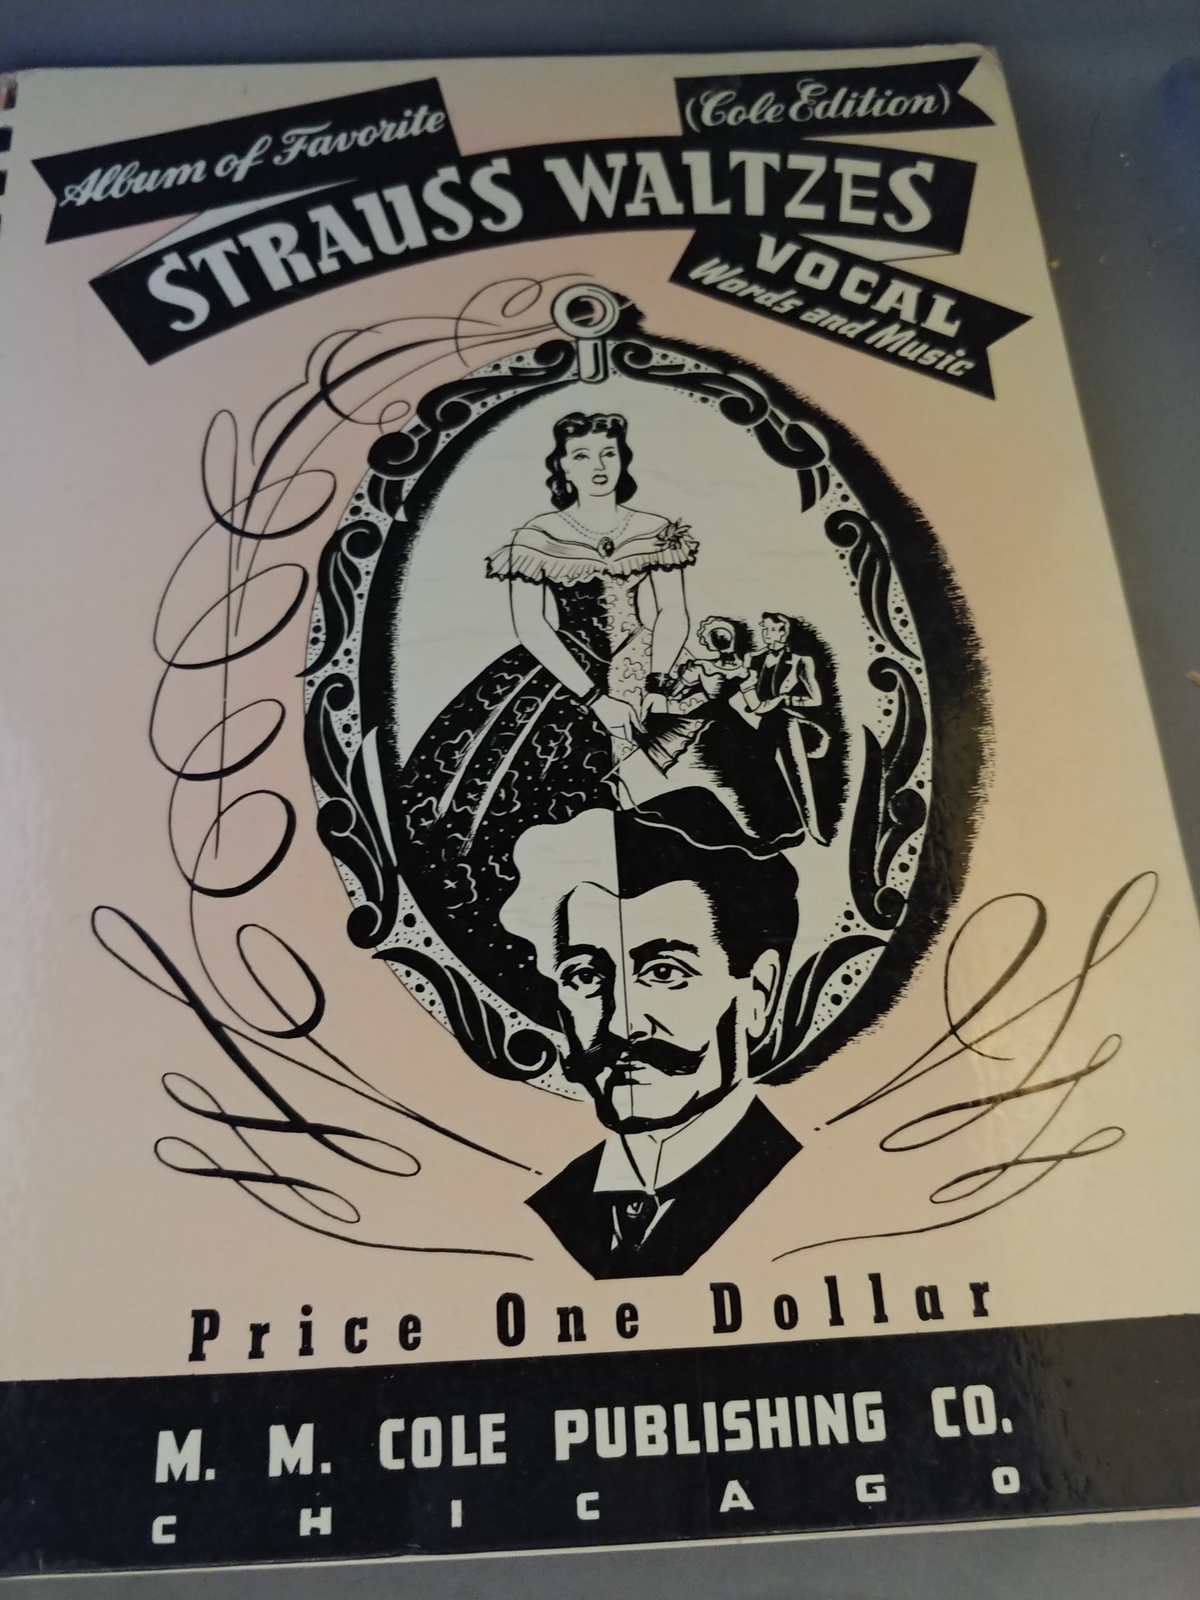 Album of Favorite
(Cole Edition)
STRAUSS WALTZES
VOCAL
Words and Music
Price One Dollar
M. M. COLE PUBLISHING CO.
CHICAGO